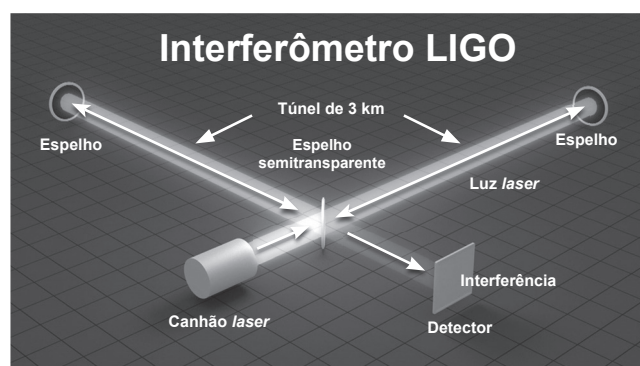 Interferômetro LIGO
Túnel de 3 km
Espelho
Espelho
semitransparente
Espelho
Luz laser
Interferência
Canhão laser
Detector